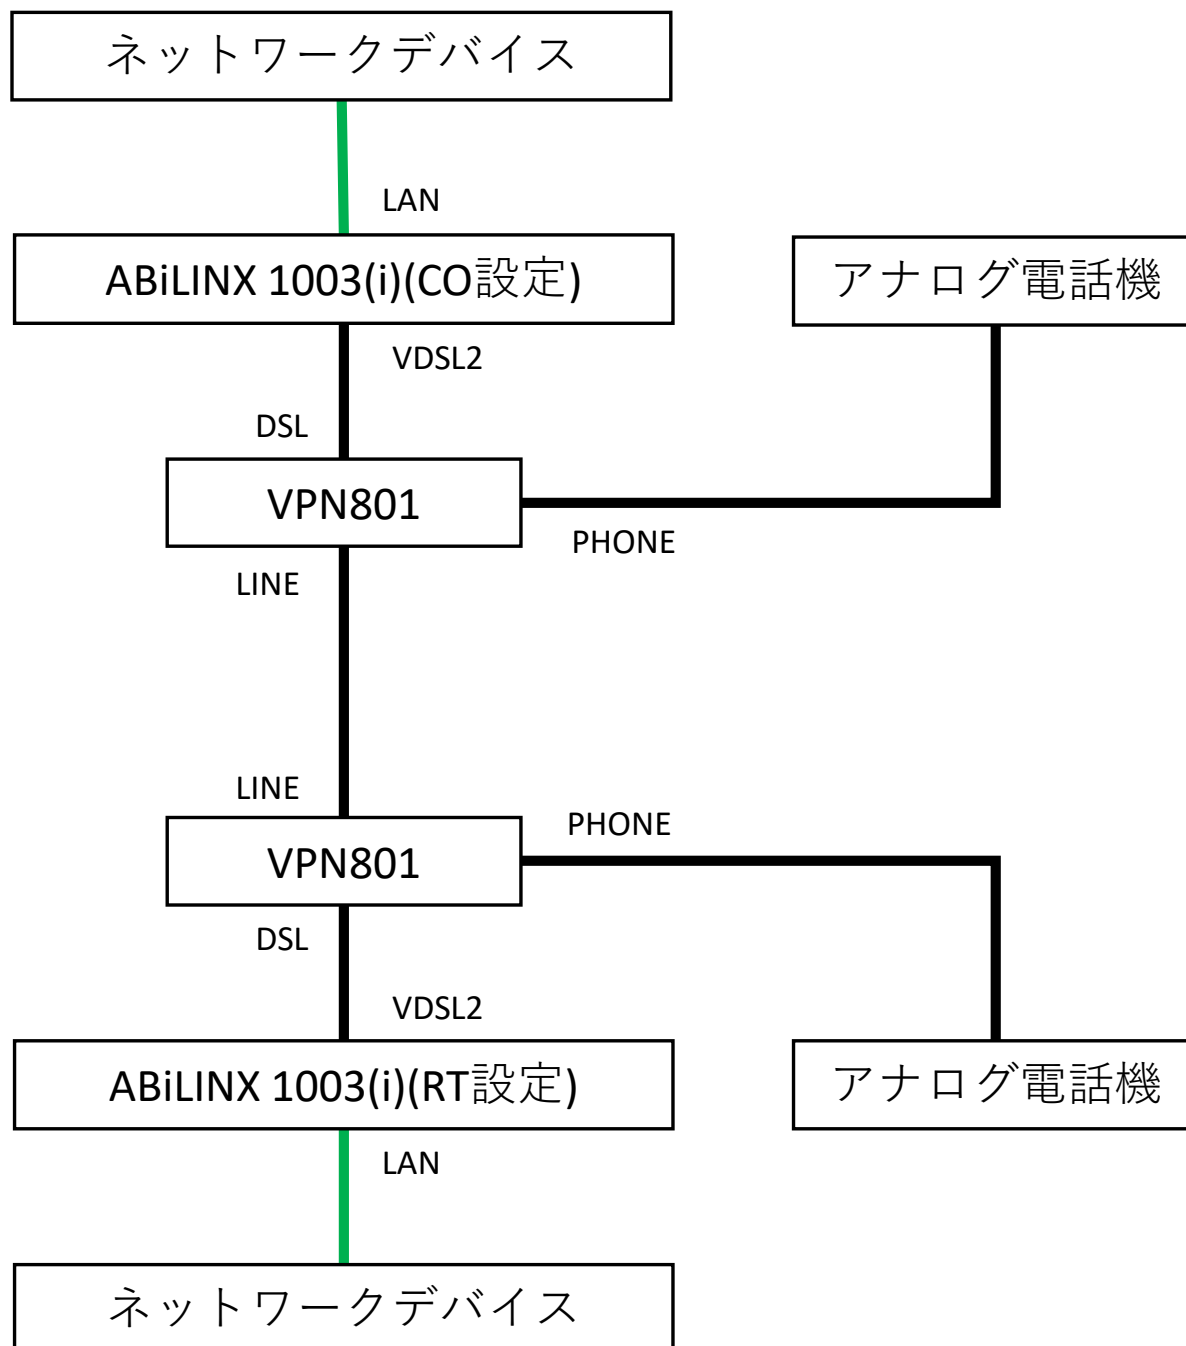 ネットワークデバイス
LAN
ABiLINX 1003(i)(CO設定)
アナログ電話機
VDSL2
DSL
VPN801
PHONE
LINE
LINE
PHONE
VPN801
DSL
VDSL2
ABiLINX 1003(i)(RT設定)
アナログ電話機
LAN
ネットワークデバイス